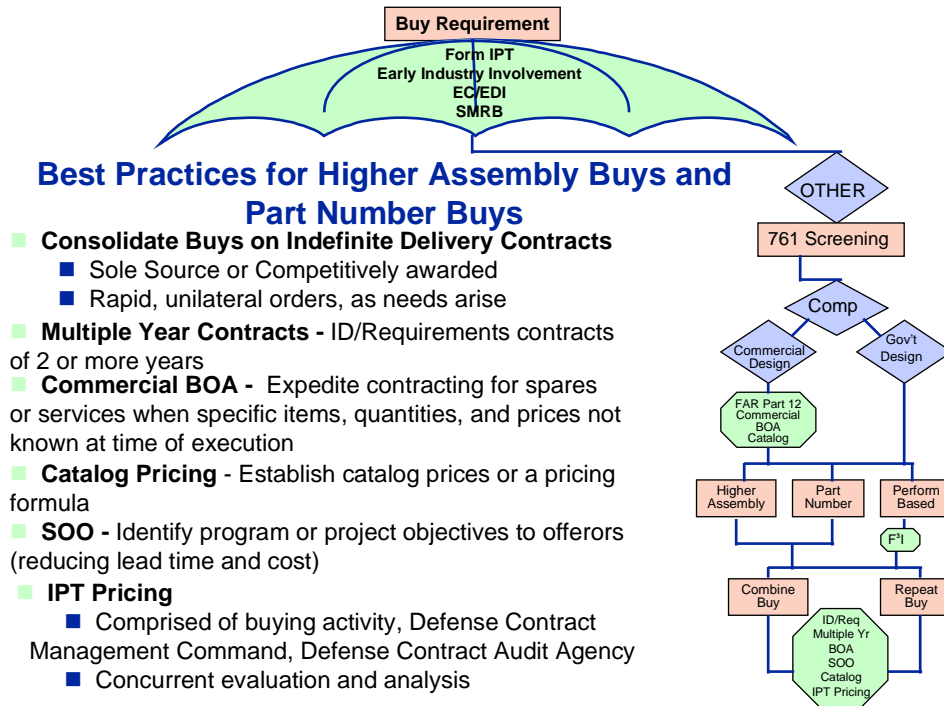 Buy Requirement
Form IPT
Early Industry Involvement
EC/EDI
SMRB
Best Practices for Higher Assembly Buys and
Part Number Buys
Consolidate Buys on Indefinite Delivery Contracts
Sole Source or Competitively awarded
Rapid, unilateral orders, as needs arise
Multiple Year Contracts - ID/Requirements contracts
of 2 or more years
Commercial BOA - Expedite contracting for spares
or services when specific items, quantities, and prices not
known at time of execution
Catalog Pricing - Establish catalog prices or a pricing
formula
SOO - Identify program or project objectives to offerors
(reducing lead time and cost)
IPT Pricing
Comprised of buying activity, Defense Contract
Management Command, Defense Contract Audit Agency
Concurrent evaluation and analysis
OTHER
761 Screening
Comp
Commercial
Design
Gov't
Design
FAR Part 12
Commercial
BOA
Catalog
Higher
Assembly
Part
Number
Perform
Based
F³I
Combine
Buy
Repeat
Buy
ID/Req
Multiple Yr
BOA
SOO
Catalog
IPT Pricing